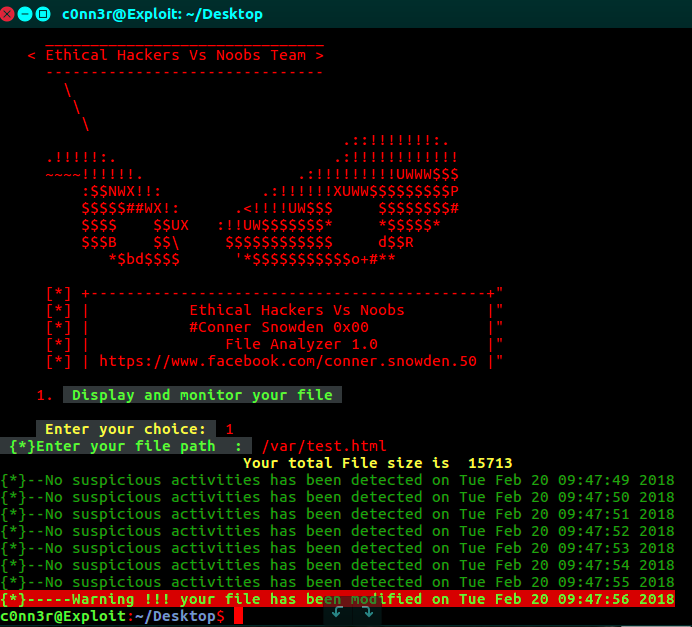 c0nn3r@Exploit: ~/Desktop
< Ethical Hackers Vs Noobs Team >
-------------------------------
\
\
\
.::!!!!!!!:.
.!!!!!:. .:!!!!!!!!!!!!
~~~~!!!!!!. .:!!!!!!!!!UWWW$$$
:$$NWX!!: .:!!!!!!XUWW$$$$$$$$$P
$$$$$##WX!: .<!!!!UW$$$ $$$$$$$$#
$$$$ $$UX :!!UW$$$$$$* *$$$$$*
$$$B $$\ $$$$$$$$$$$$ d$$R
*$bd$$$$ '*$$$$$$$$$$$o+#**
[*] +--------------------------------------------+"
[*] | Ethical Hackers Vs Noobs |"
[*] | #Conner Snowden 0x00 |"
[*] | File Analyzer 1.0 |"
[*] | https://www.facebook.com/conner.snowden.50 |"
1. Display and monitor your file
Enter your choice: 1
{*}Enter your file path : /var/test.html
Your total File size is 15713
{*}--No suspicious activities has been detected on Tue Feb 20 09:47:49 2018
{*}--No suspicious activities has been detected on Tue Feb 20 09:47:50 2018
{*}--No suspicious activities has been detected on Tue Feb 20 09:47:51 2018
{*}--No suspicious activities has been detected on Tue Feb 20 09:47:52 2018
{*}--No suspicious activities has been detected on Tue Feb 20 09:47:53 2018
{*}--No suspicious activities has been detected on Tue Feb 20 09:47:54 2018
{*}--No suspicious activities has been detected on Tue Feb 20 09:47:55 2018
{*}-----Warning !!! your file has been modified on Tue Feb 20 09:47:56 2018
c0nn3r@Exploit:~/Desktop$